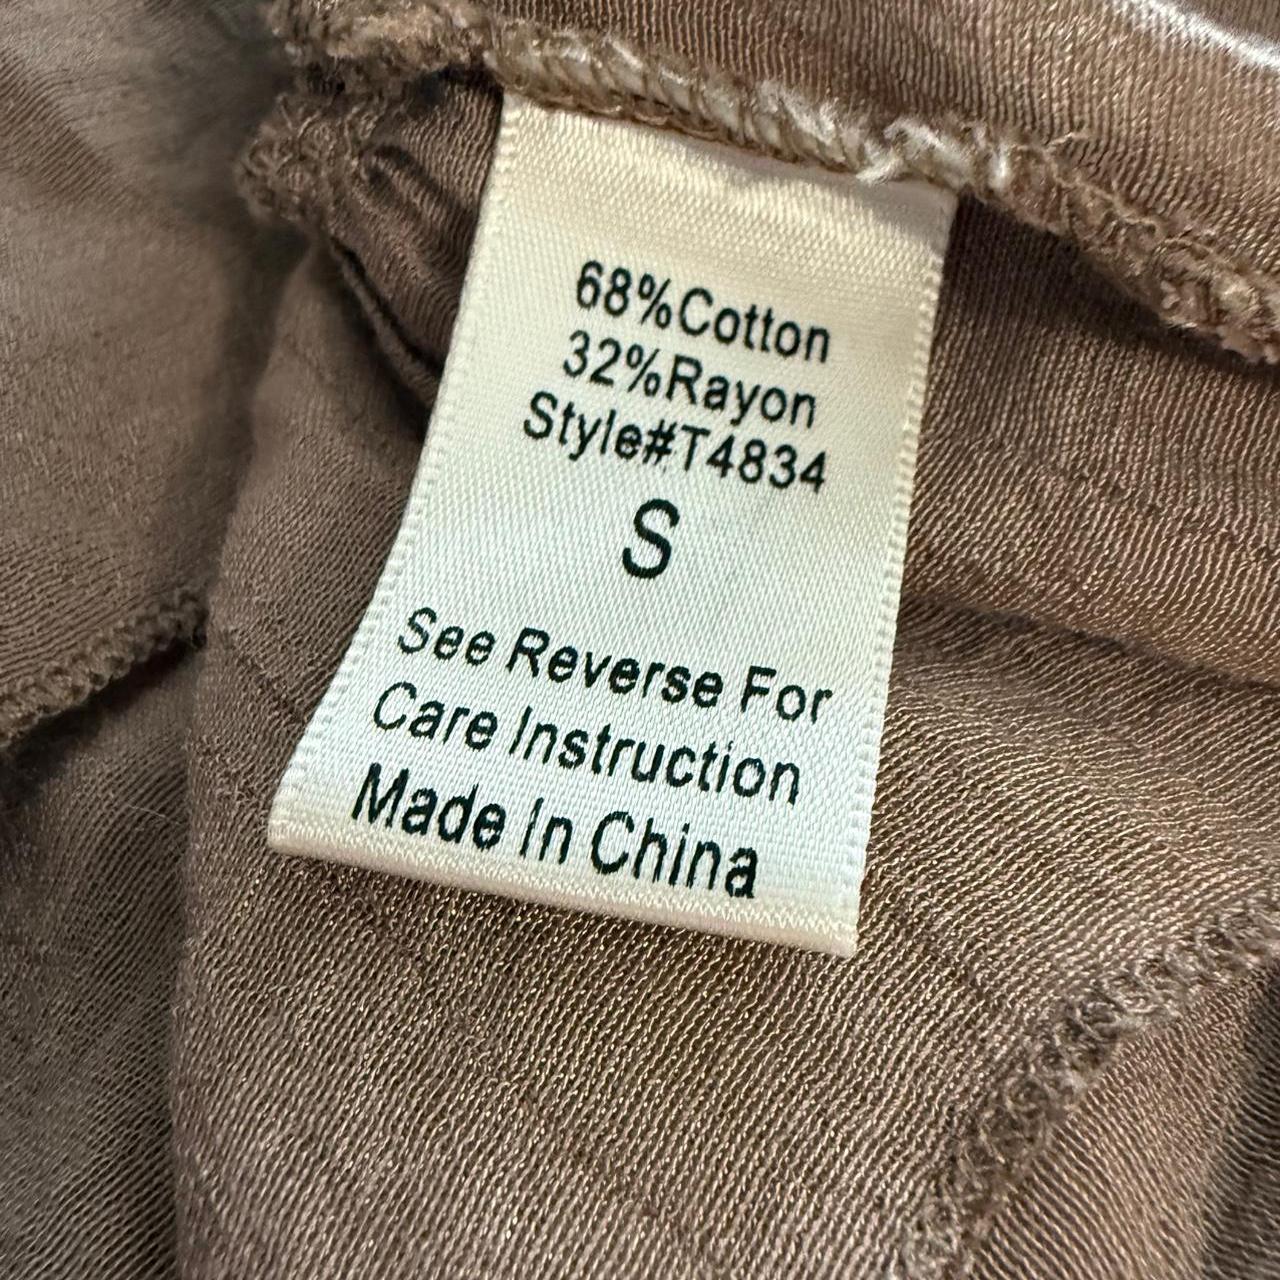 68%Cotton
32%Rayon
Style#T4834
S
See Reverse For
Care Instruction
Made In China